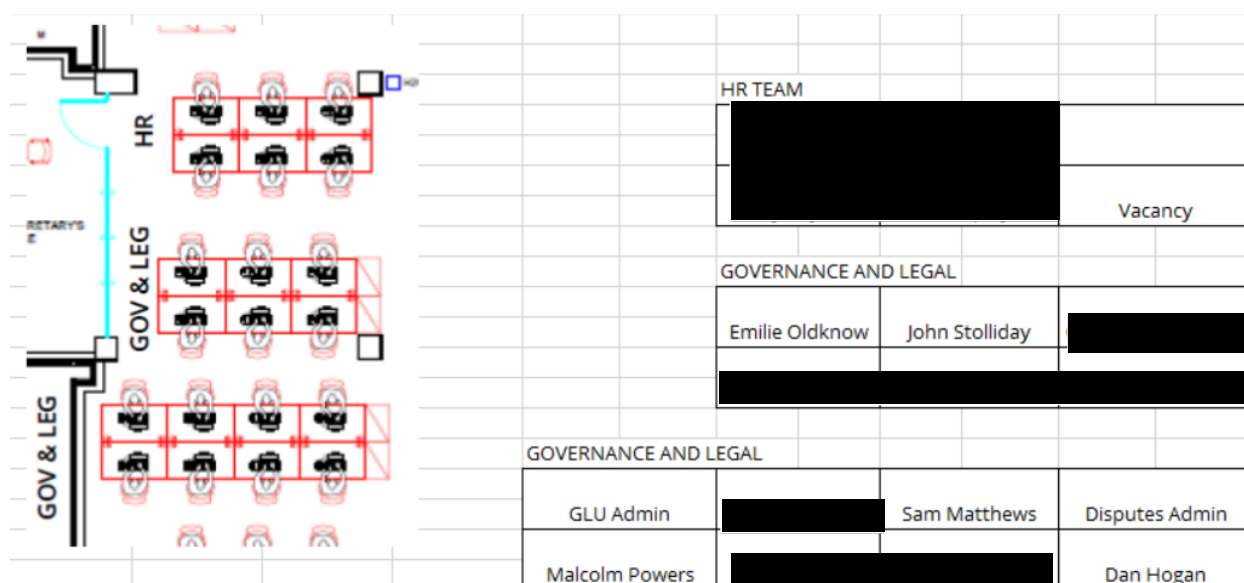 HR
HR TEAM
Vacancy
RETARY'S
E
GOV & LEG
GOVERNANCE AND LEGAL
Emilie Oldknow John Stolliday
GOV & LEG
GOVERNANCE AND LEGAL
GLU Admin Sam Matthews Disputes Admin
Malcolm Powers Dan Hogan